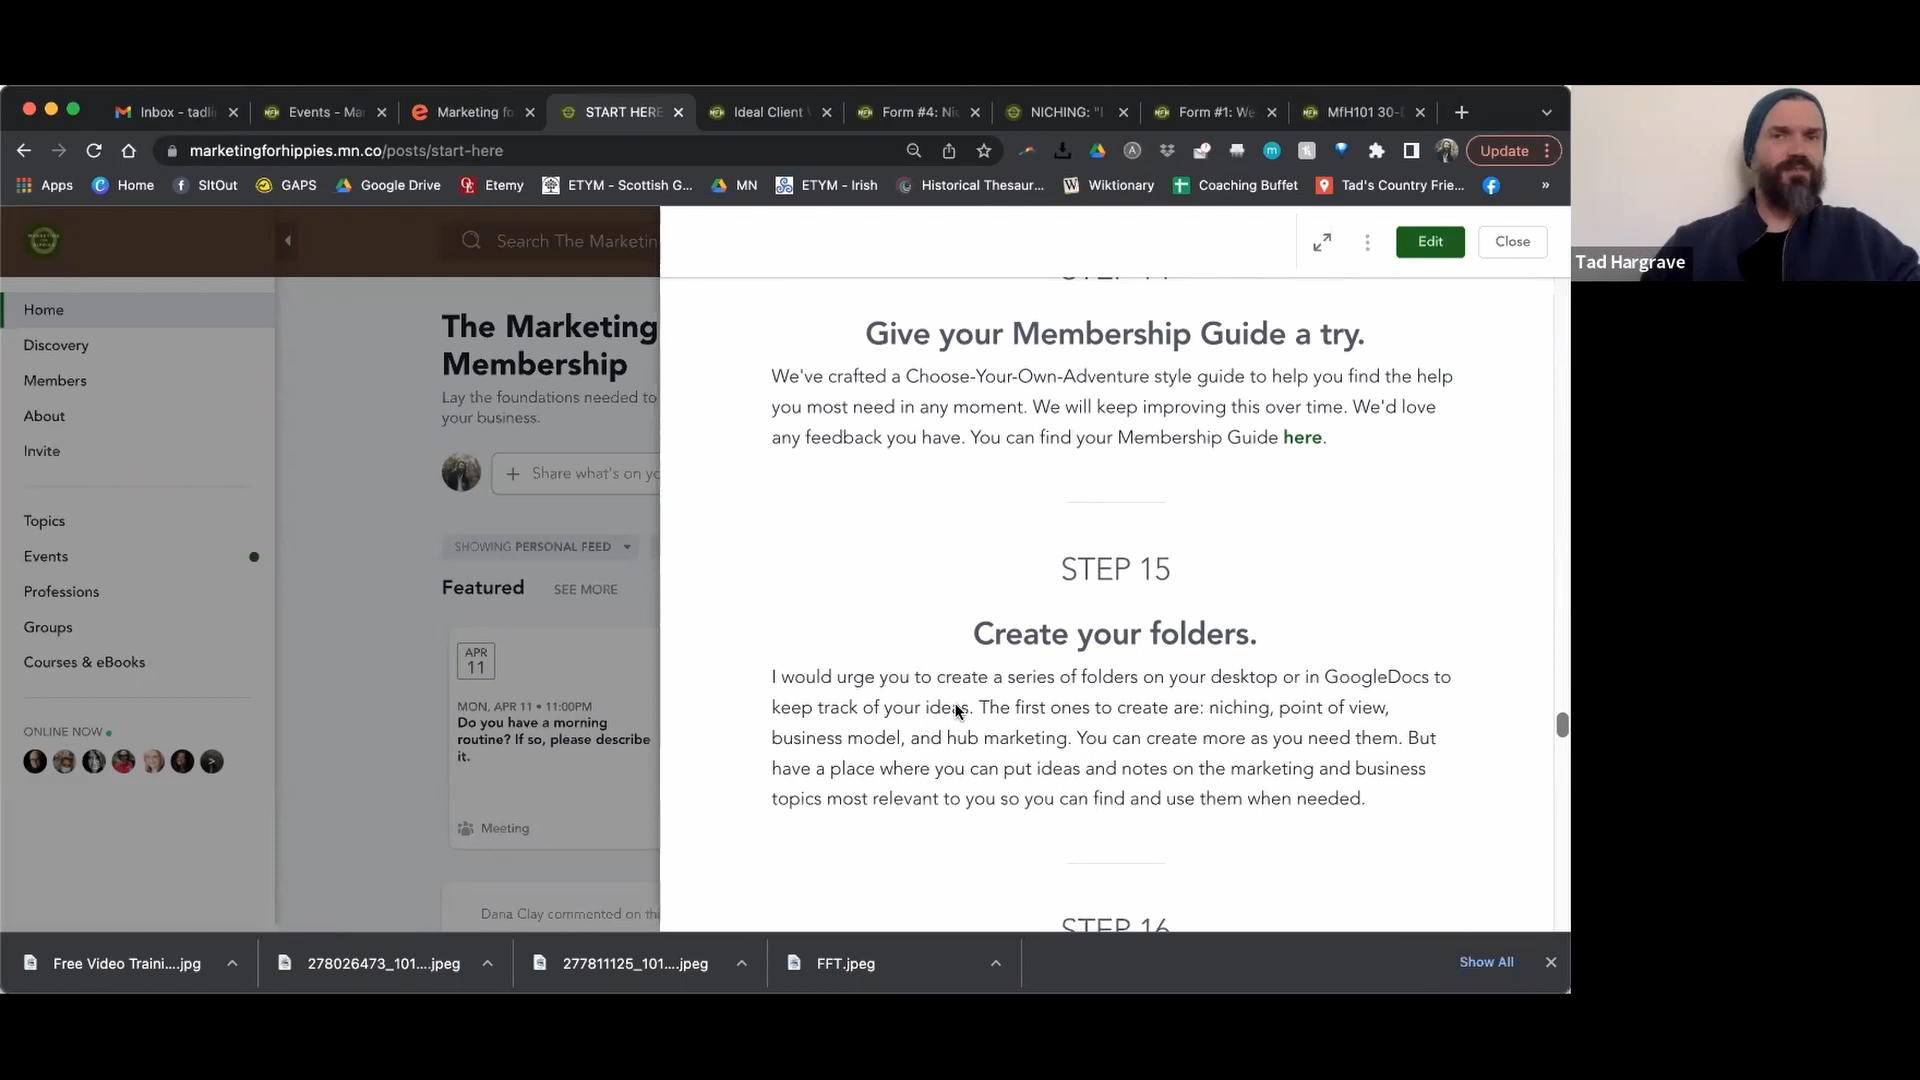 Inbox - tadli
Events - Ma
Marketing fo
START HERE
Ideal Client
Form #4: Nic
NICHING: "I
Form #1: We
MfH101 30-D
marketingforhippies.mn.co/posts/start-here
Update
Apps
Home
SItOut
GAPS
Google Drive
Etemy
ETYM - Scottish G...
MN
ETYM - Irish
Historical Thesaur...
Wiktionary
Coaching Buffet
Tad's Country Frie...
»
Search The Marketin
Edit
Close
Tad Hargrave
Home
Discovery
Members
About
Invite
Topics
Events
Professions
Groups
Courses & eBooks
ONLINE NOW
The Marketing
Membership
Lay the foundations needed to
your business.
Share what's on yo
SHOWING PERSONAL FEED
Featured SEE MORE
APR
11
MON, APR 11 • 11:00PM
Do you have a morning
routine? If so, please describe
it.
Meeting
Dana Clay commented on thi
Give your Membership Guide a try.
We've crafted a Choose-Your-Own-Adventure style guide to help you find the help
you most need in any moment. We will keep improving this over time. We'd love
any feedback you have. You can find your Membership Guide here.
STEP 15
Create your folders.
I would urge you to create a series of folders on your desktop or in GoogleDocs to
keep track of your ideas. The first ones to create are: niching, point of view,
business model, and hub marketing. You can create more as you need them. But
have a place where you can put ideas and notes on the marketing and business
topics most relevant to you so you can find and use them when needed.
STEP 16
Free Video Traini....jpg
278026473_101....jpeg
277811125_101....jpeg
FFT.jpeg
Show All